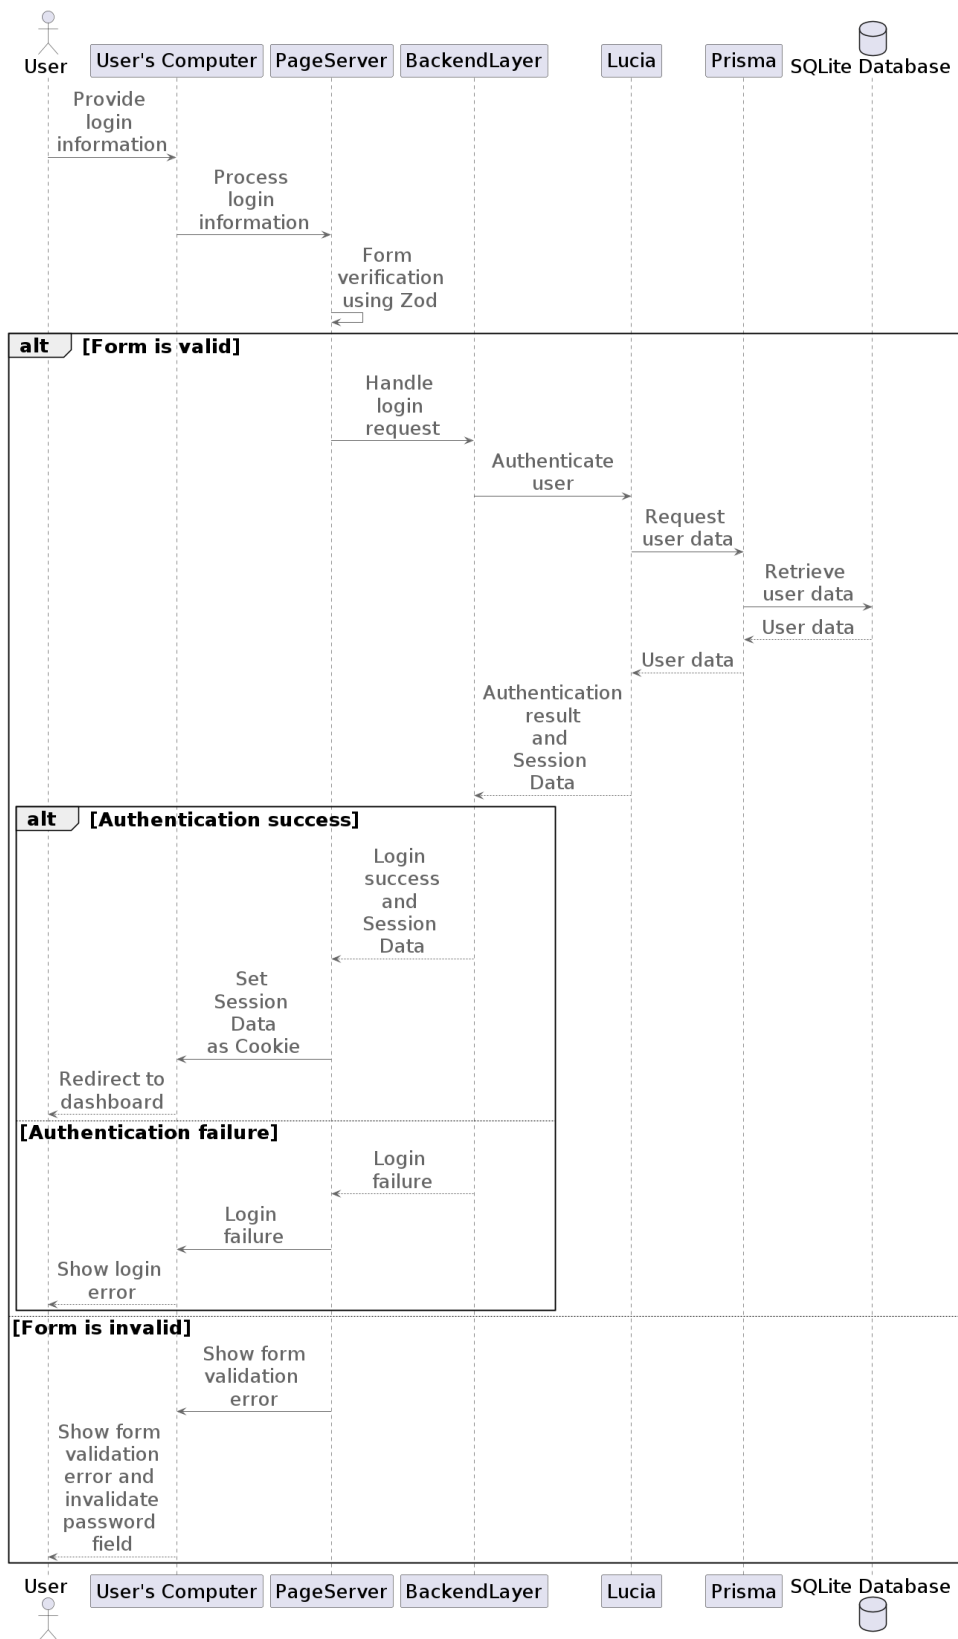 User
User's Computer
PageServer
BackendLayer
Lucia
Prisma
SQLite Database
Provide
login
information
Process
login
information
Form
verification
using Zod
alt
[Form is valid]
Handle
login
request
Authenticate
user
Request
user data
Retrieve
user data
User data
User data
Authentication
result
and
Session
Data
alt
[Authentication success]
Login
success
and
Session
Data
Set
Session
Data
as Cookie
Redirect to
dashboard
[Authentication failure]
Login
failure
Login
failure
Show login
error
[Form is invalid]
Show form
validation
error
Show form
validation
error and
invalidate
password
field
User
User's Computer
PageServer
BackendLayer
Lucia
Prisma
SQLite Database